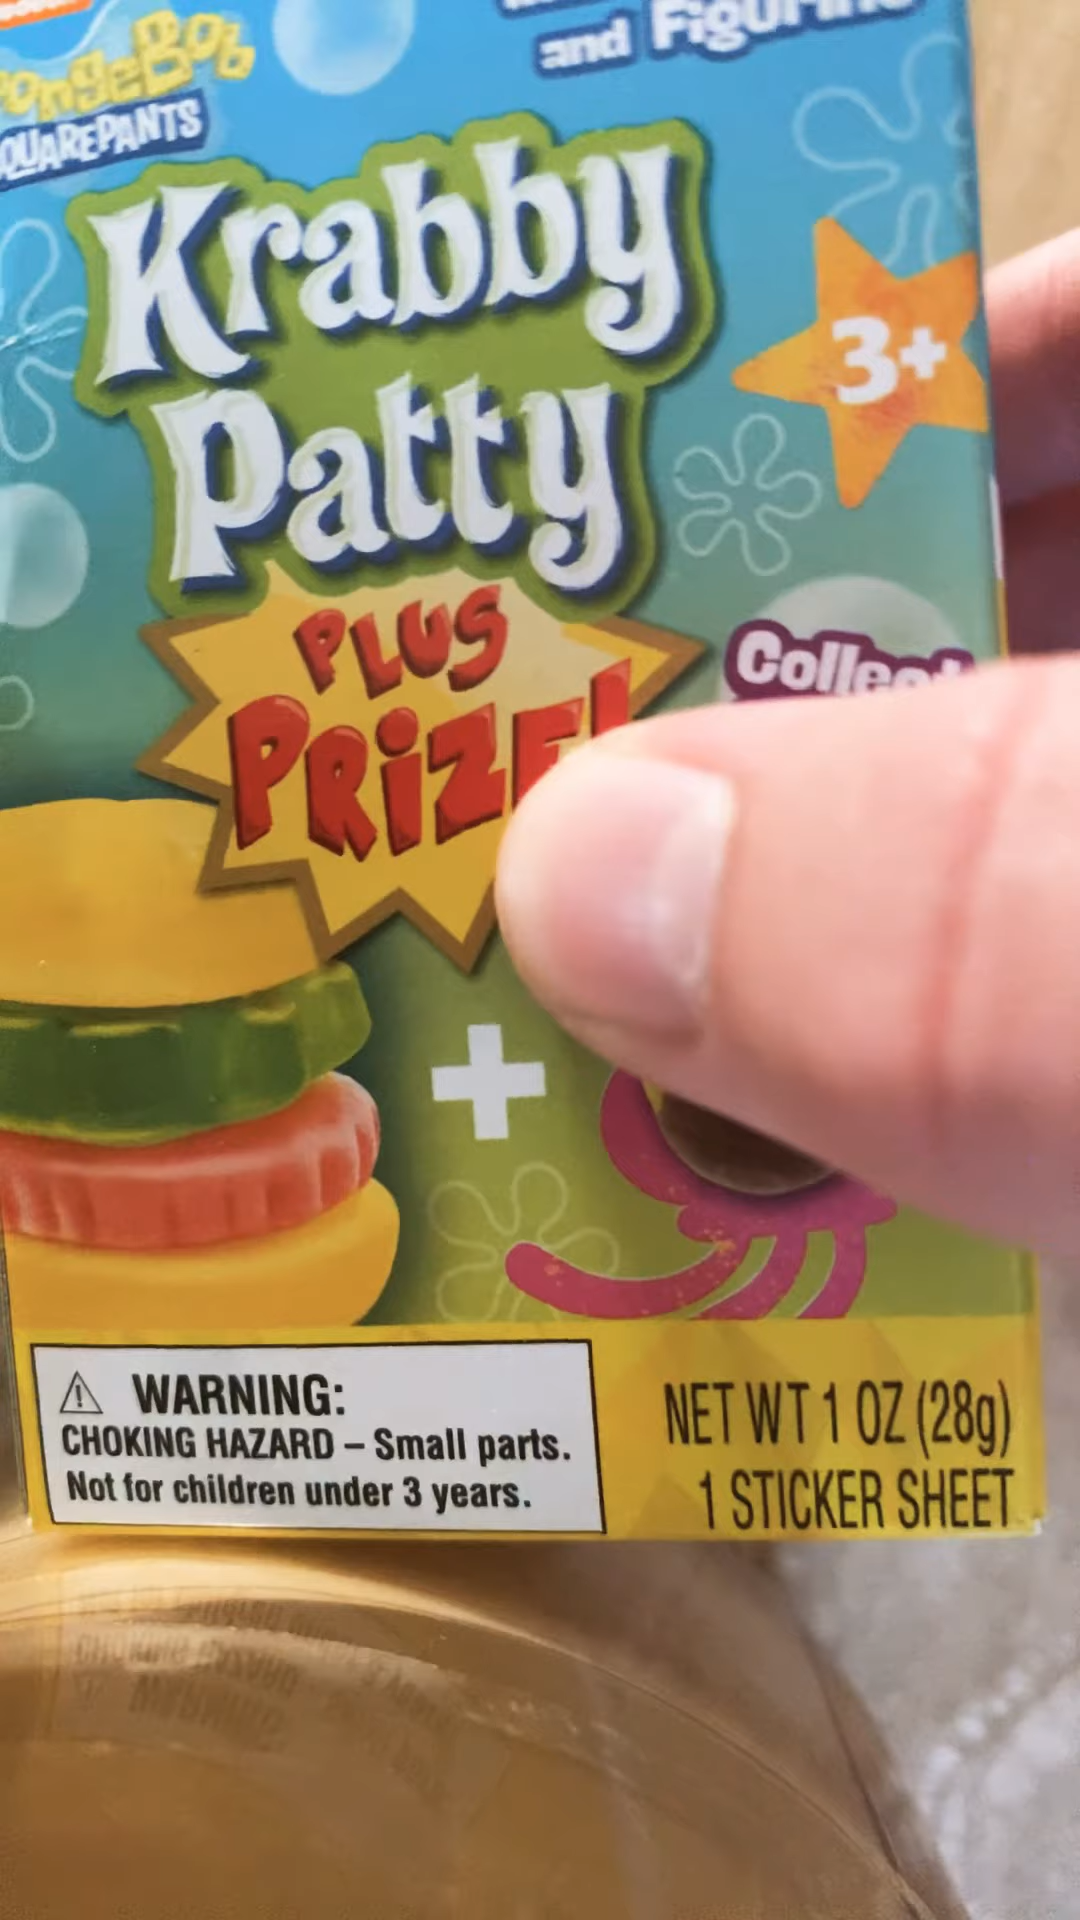 and
SQUAREPANTS
Krabby
Patty
3+
PLUS
PRIZE!
WARNING:
CHOKING HAZARD – Small parts.
Not for children under 3 years.
NET WT 1 OZ (28g)
1 STICKER SHEET